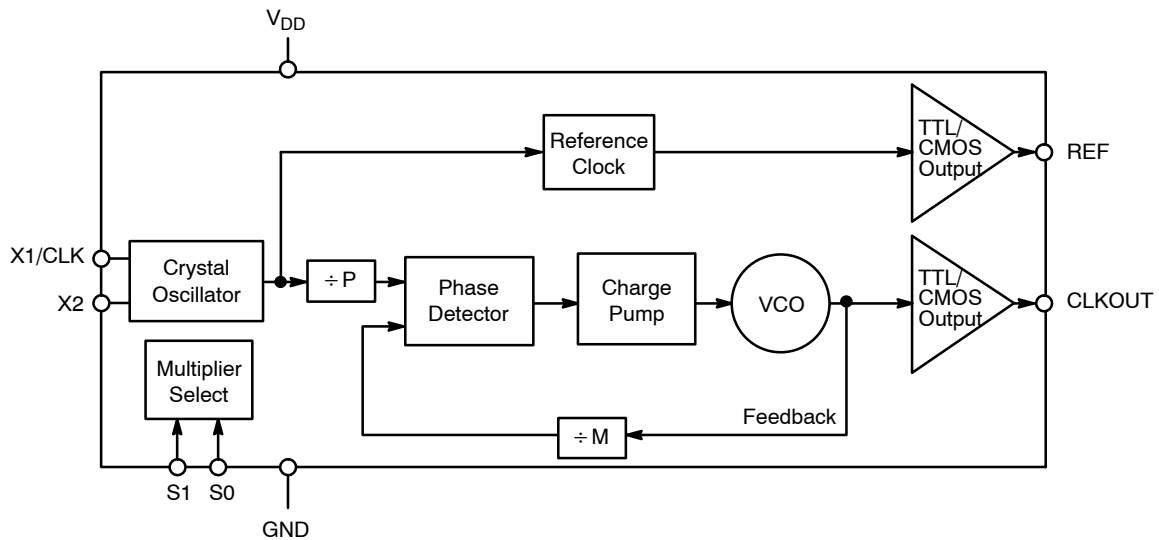 VDD
Reference
Clock
TTL/
CMOS
Output
REF
X1/CLK
X2
Crystal
Oscillator
÷ P
Phase
Detector
Charge
Pump
VCO
TTL/
CMOS
Output
CLKOUT
Multiplier
Select
Feedback
÷ M
S1
S0
GND